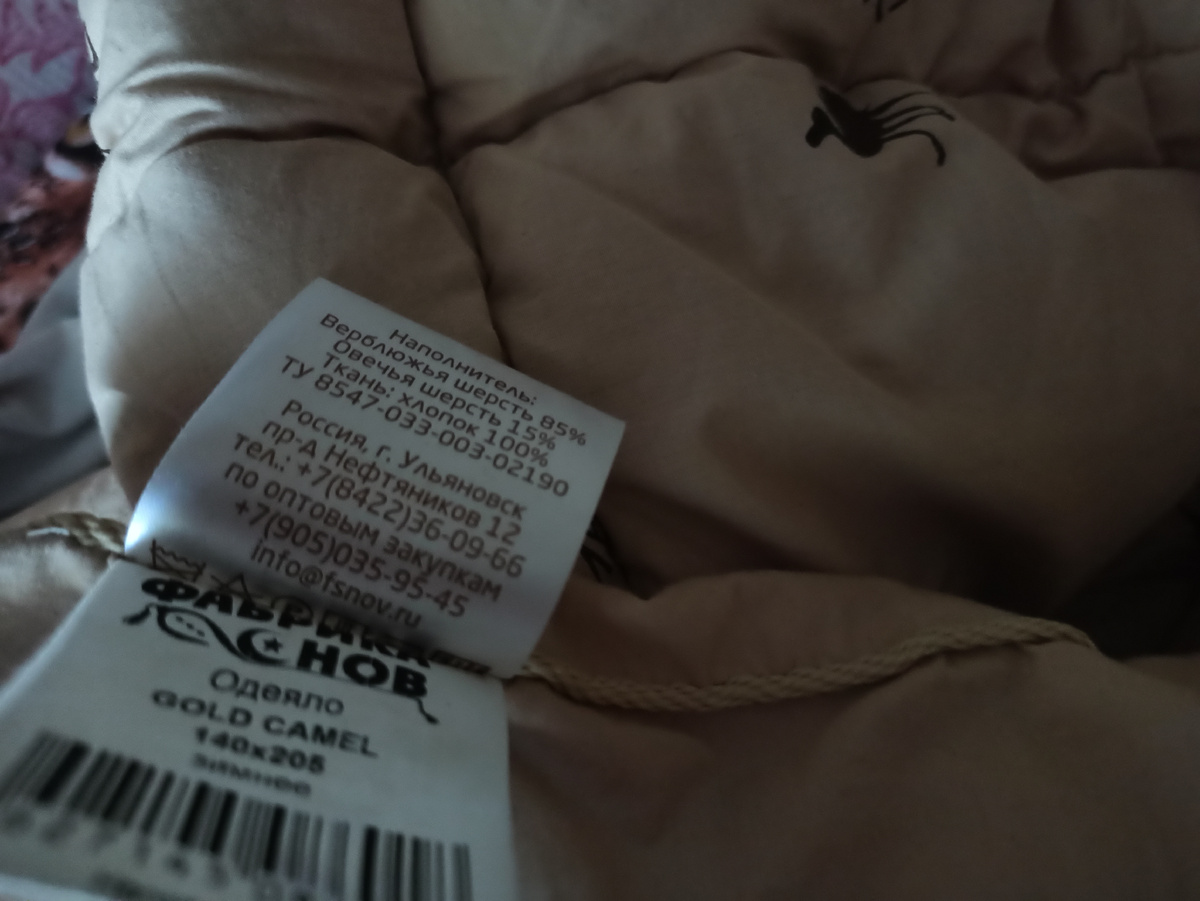 Наполнитель:
Верблюжья шерсть 85%
Овечья шерсть 15%
Ткань: хлопок 100%
ТУ 8547-033-003-02190
Россия, г. Ульяновск
пр-д Нефтяников 12
тел.: +7(8422)36-09-66
по оптовым закупкам
+7(905)035-95-45
info@fsnov.ru
ФАБРИКА
СНОВ
Одеяло
GOLD CAMEL
140x205
зимнее